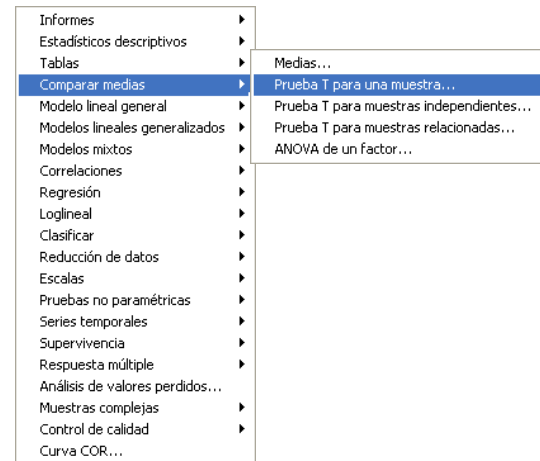 Informes
Estadísticos descriptivos
Tablas
Comparar medias
Modelo lineal general
Modelos lineales generalizados
Modelos mixtos
Correlaciones
Regresión
Loglineal
Clasificar
Reducción de datos
Escalas
Pruebas no paramétricas
Series temporales
Supervivencia
Respuesta múltiple
Análisis de valores perdidos...
Muestras complejas
Control de calidad
Curva COR...
Medias...
Prueba T para una muestra...
Prueba T para muestras independientes...
Prueba T para muestras relacionadas...
ANOVA de un factor...